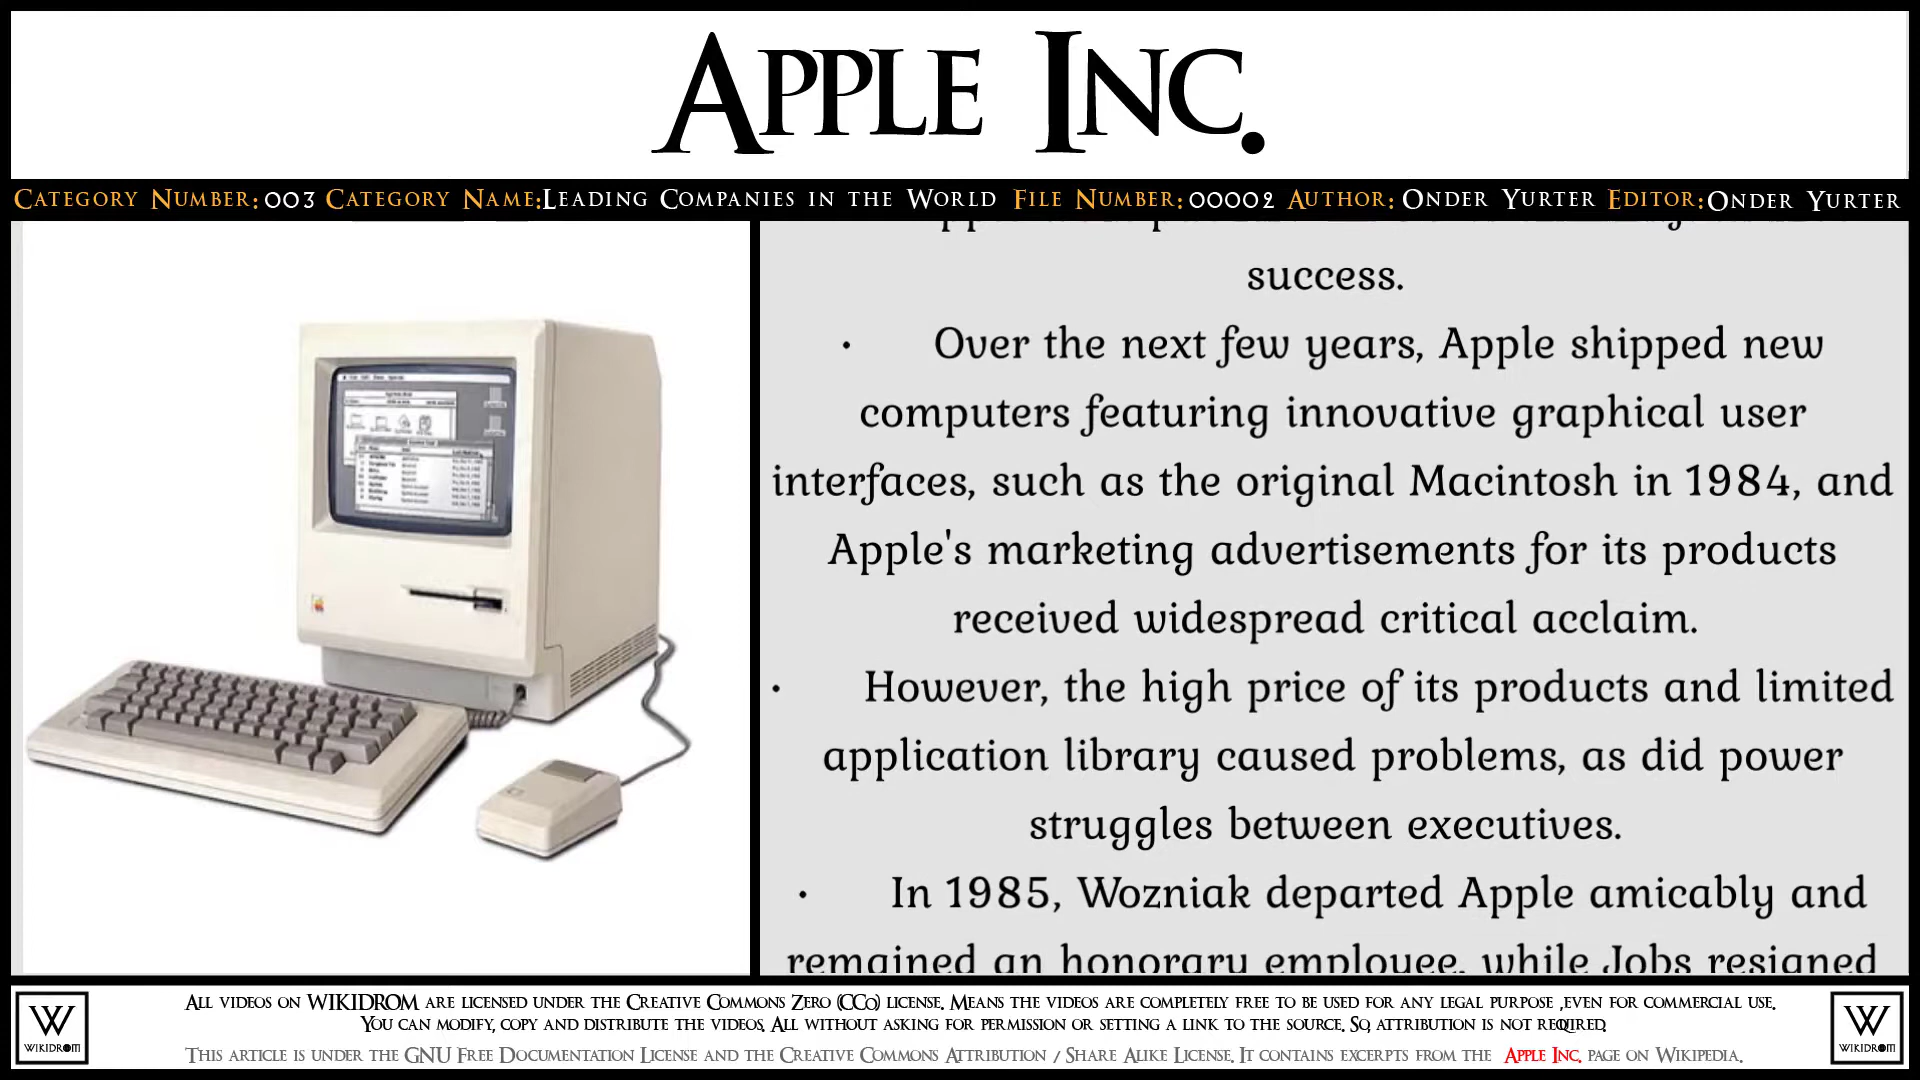 Apple Inc.
Category Number: 003 Category Name:Leading Companies in the World File Number: 00002 Author: Onder Yurter Editor: Onder Yurter
success.
• Over the next few years, Apple shipped new
computers featuring innovative graphical user
interfaces, such as the original Macintosh in 1984, and
Apple's marketing advertisements for its products
received widespread critical acclaim.
• However, the high price of its products and limited
application library caused problems, as did power
struggles between executives.
• In 1985, Wozniak departed Apple amicably and
remained an honorary employee, while Jobs resigned
All videos on WIKIDROM are licensed under the Creative Commons Zero (CC0) license. Means the videos are completely free to be used for any legal purpose ,even for commercial use.
You can modify, copy and distribute the videos, All without asking for permission or setting a link to the source. So, attribution is not required.
This article is under the GNU Free Documentation License and the Creative Commons Attribution / Share Alike License. It contains excerpts from the Apple Inc. page on Wikipedia.
W
WIKIDROM
W
WIKIDROM